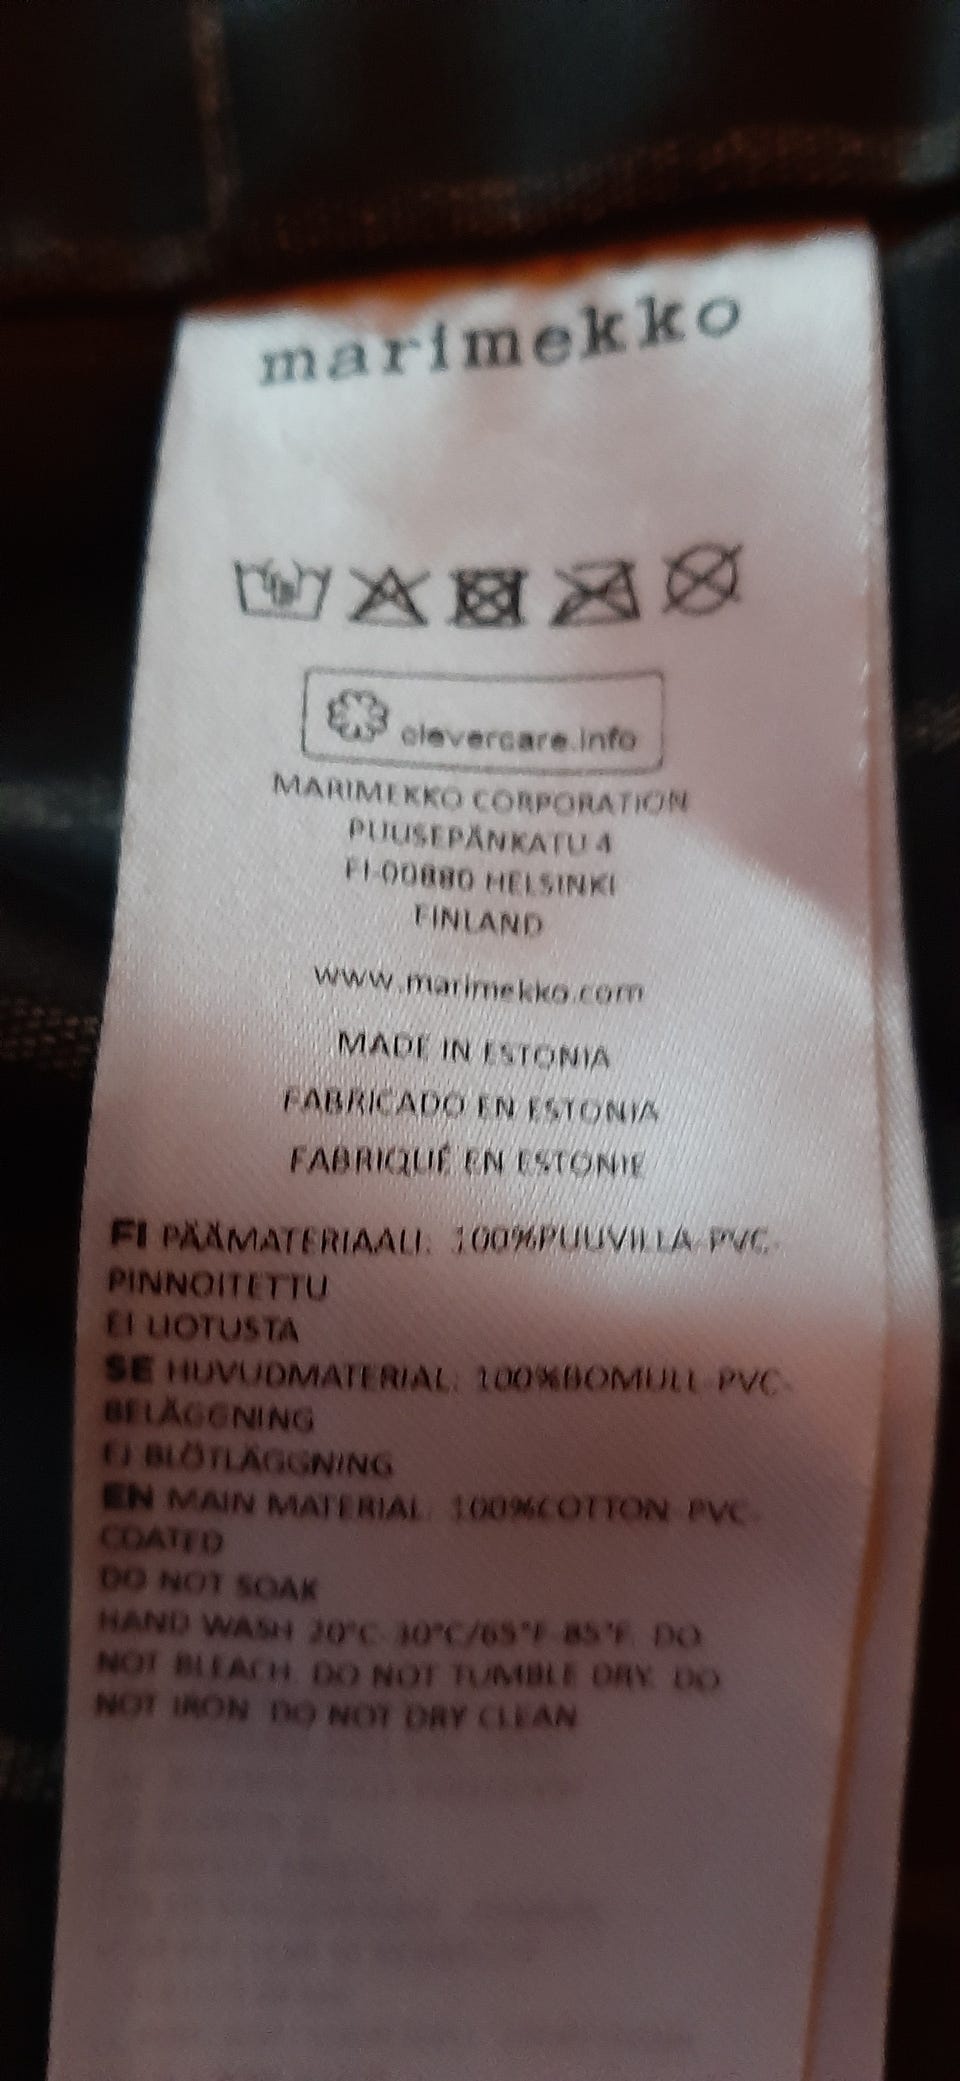 marimekko
clevercare.info
MARIMEKKO CORPORATION
PUUSEPÄNKATU 4
FI-00880 HELSINKI
FINLAND
www.marimekko.com
MADE IN ESTONIA
FABRICADO EN ESTONIA
FABRIQUÉ EN ESTONIE
FI PÄÄMATERIAALI: 100%PUUVILLA-PVC-
PINNOITETTU
EI LIOTUSTA
SE HUVUDMATERIAL: 100%BOMULL-PVC-
BELÄGGNING
EJ BLÖTLÄGGNING
EN MAIN MATERIAL: 100%COTTON-PVC-
COATED
DO NOT SOAK
HAND WASH 20°C-30°C/65°F-85°F. DO
NOT BLEACH. DO NOT TUMBLE DRY. DO
NOT IRON. DO NOT DRY CLEAN